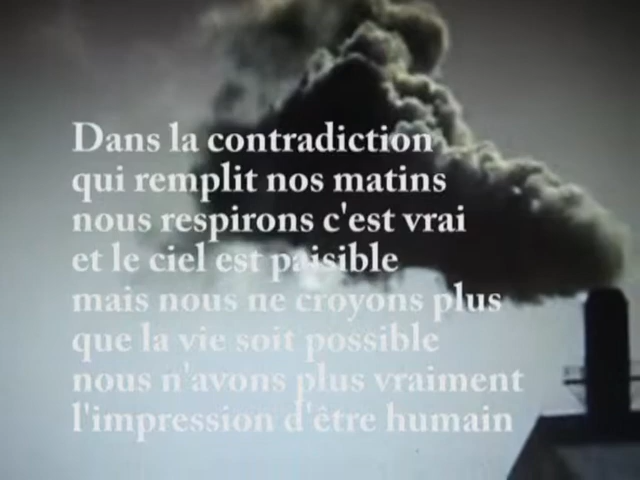 Dans la contradiction
qui remplit nos matins
nous respirons c'est vrai
et le ciel est paisible
mais nous ne croyons plus
que la vie soit possible
nous n'avons plus vraiment
l'impression d'être humain